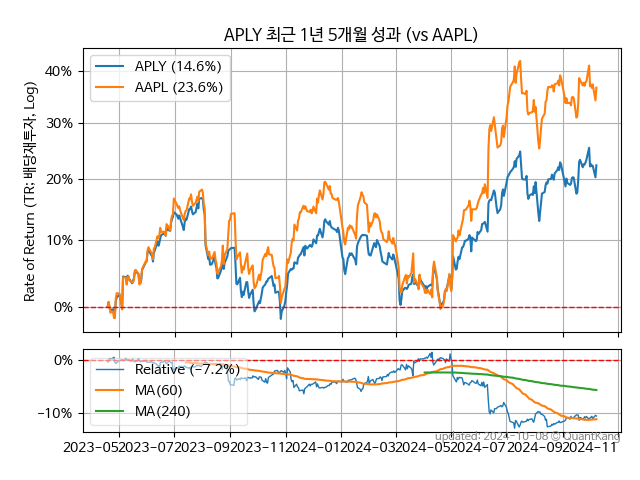 APLY 최근 1년 5개월 성과 (vs AAPL)
Rate of Return (TR: 배당재투자, Log)
40%
30%
20%
10%
0%
APLY (14.6%)
AAPL (23.6%)
0%
−10%
Relative (−7.2%)
MA(60)
MA(240)
updated: 2024-10-08 © QuantKang
2023-05 2023-07 2023-09 2023-11 2024-01 2024-03 2024-05 2024-07 2024-09 2024-11